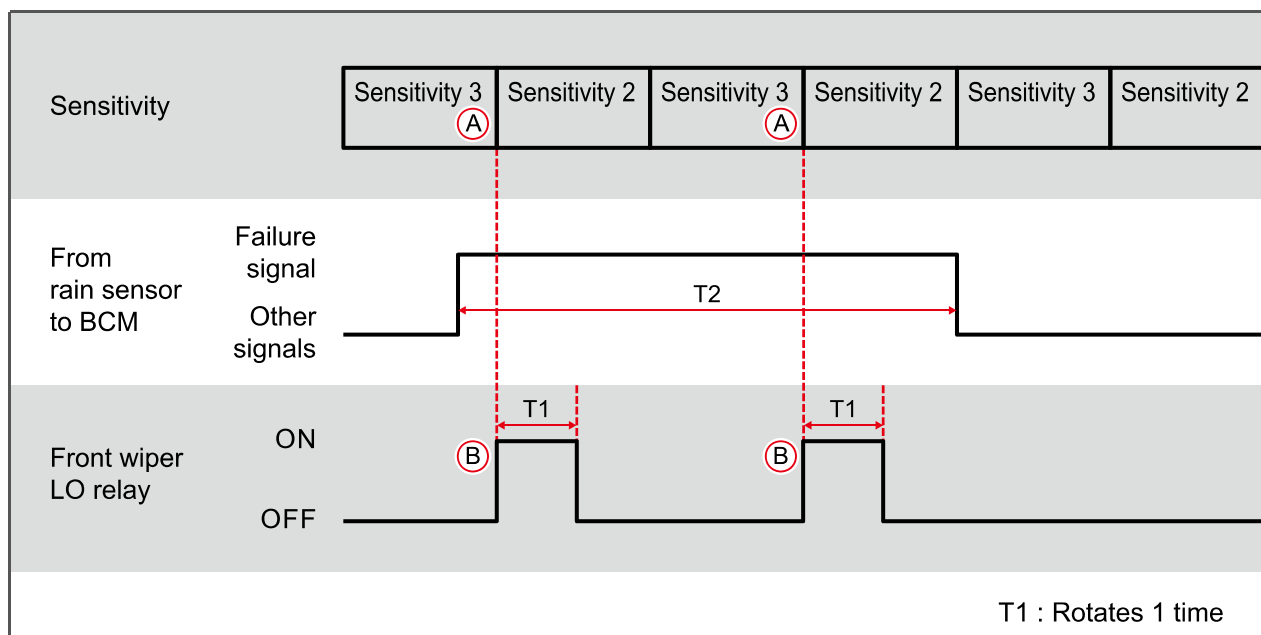 Sensitivity
Sensitivity 3
Sensitivity 2
Sensitivity 3
Sensitivity 2
Sensitivity 3
Sensitivity 2
A
A
From
rain sensor
to BCM
Failure
signal
Other
signals
T2
Front wiper
LO relay
ON
OFF
T1
T1
B
B
T1 : Rotates 1 time